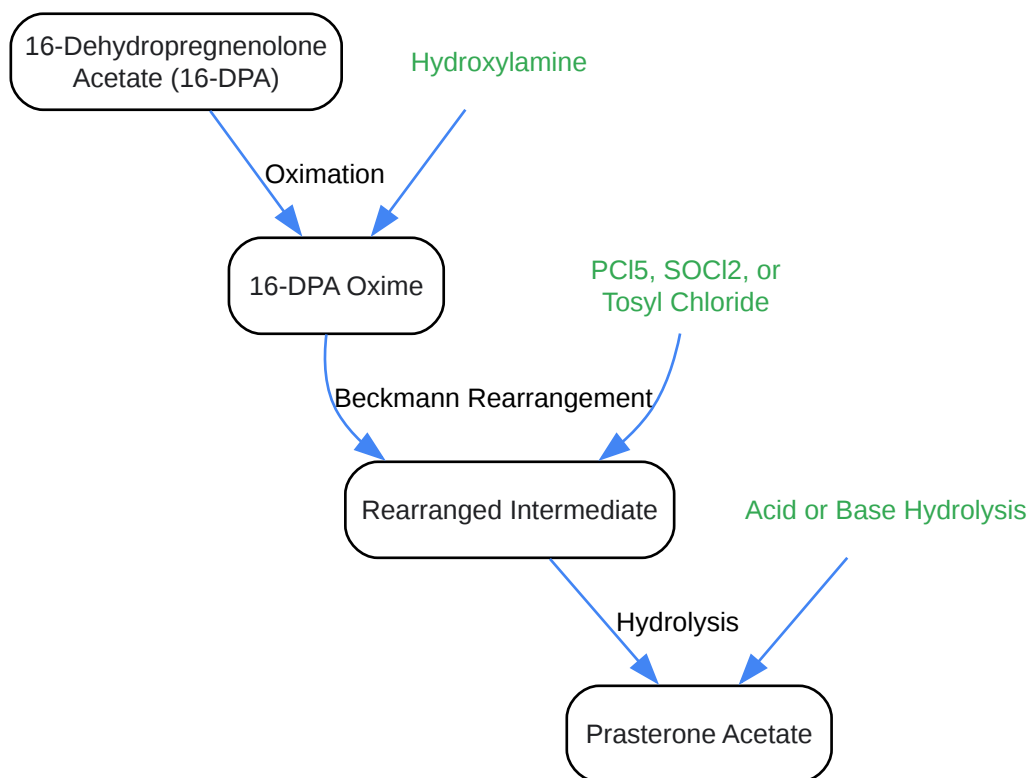 16-Dehydropregnenolone
Acetate (16-DPA)
Hydroxylamine
Oximation
16-DPA Oxime
PCl5, SOCl2, or
Tosyl Chloride
Beckmann Rearrangement
Rearranged Intermediate
Acid or Base Hydrolysis
Hydrolysis
Prasterone Acetate